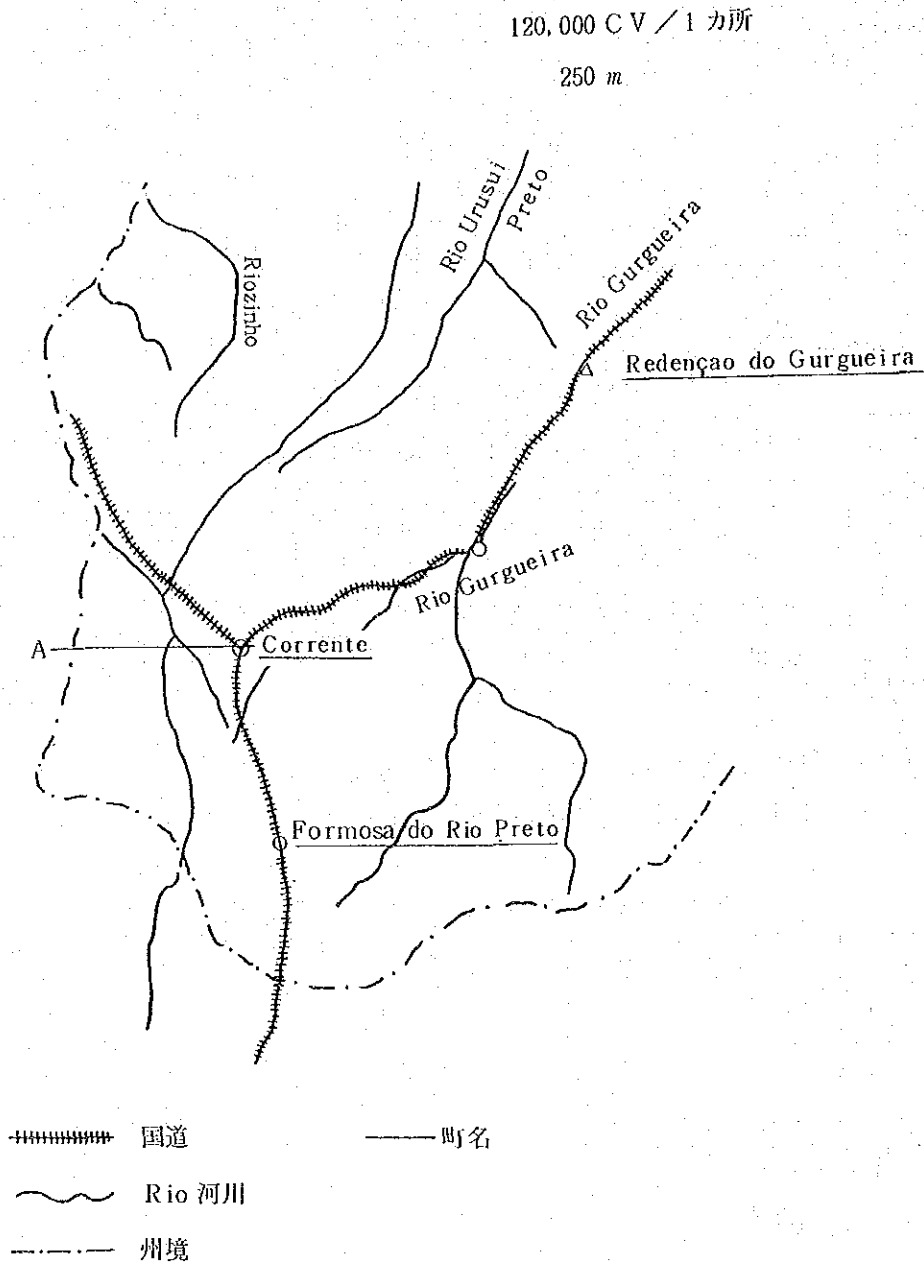 120,000 CV / 1 カ所
250 m
Rio Urusui
Preto
Riozinho
Rio Gurgueira
Redençao do Gurgueira
Rio Gurgueira
A
Corrente
Formosa do Rio Preto
国道
町名
Rio 河川
州境